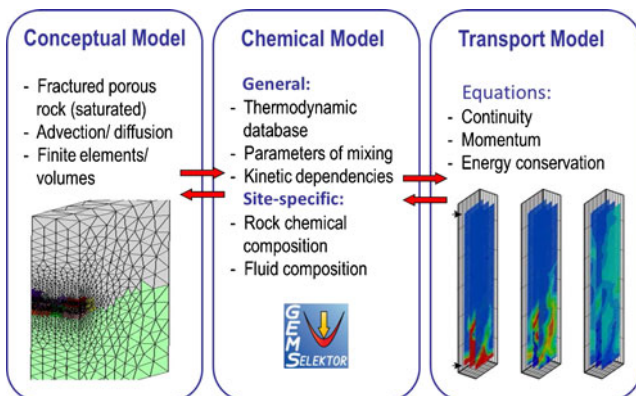 Conceptual Model
- Fractured porous
rock (saturated)
- Advection/ diffusion
- Finite elements/
volumes
Chemical Model
General:
- Thermodynamic
database
- Parameters of mixing
- Kinetic dependencies
Site-specific:
- Rock chemical
composition
- Fluid composition
GEMS
SELEKTOR
Transport Model
Equations:
- Continuity
- Momentum
- Energy conservation